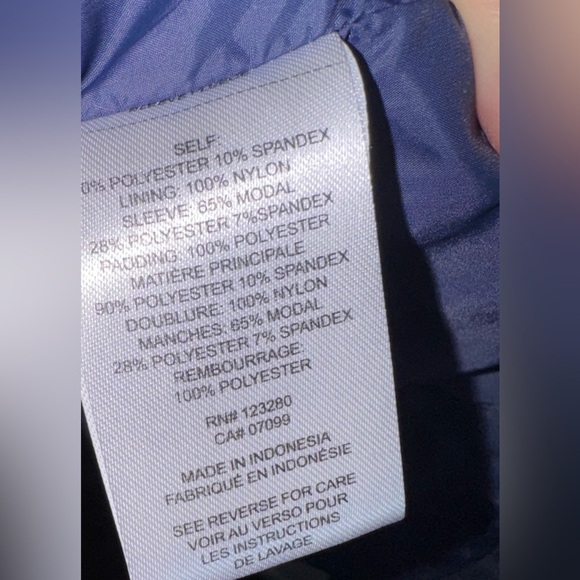 SELF:
0% POLYESTER 10% SPANDEX
LINING: 100% NYLON
SLEEVE: 65% MODAL
28% POLYESTER 7%SPANDEX
PADDING: 100% POLYESTER
MATIÈRE PRINCIPALE
90% POLYESTER 10% SPANDEX
DOUBLURE: 100% NYLON
MANCHES: 65% MODAL
28% POLYESTER 7% SPANDEX
REMBOURRAGE
100% POLYESTER
RN# 123280
CA# 07099
MADE IN INDONESIA
FABRIQUÉ EN INDONÉSIE
SEE REVERSE FOR CARE
VOIR AU VERSO POUR
LES INSTRUCTIONS
DE LAVAGE